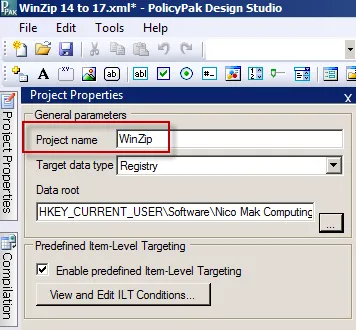 WinZip 14 to 17.xml* - PolicyPak Design Studio
File Edit Tools Help
Project Properties
Compilation
Project Properties
General parameters
Project name WinZip
Target data type Registry
Data root
HKEY_CURRENT_USER\Software\Nico Mak Computing
...
Predefined Item-Level Targeting
Enable predefined Item-Level Targeting
View and Edit ILT Conditions...